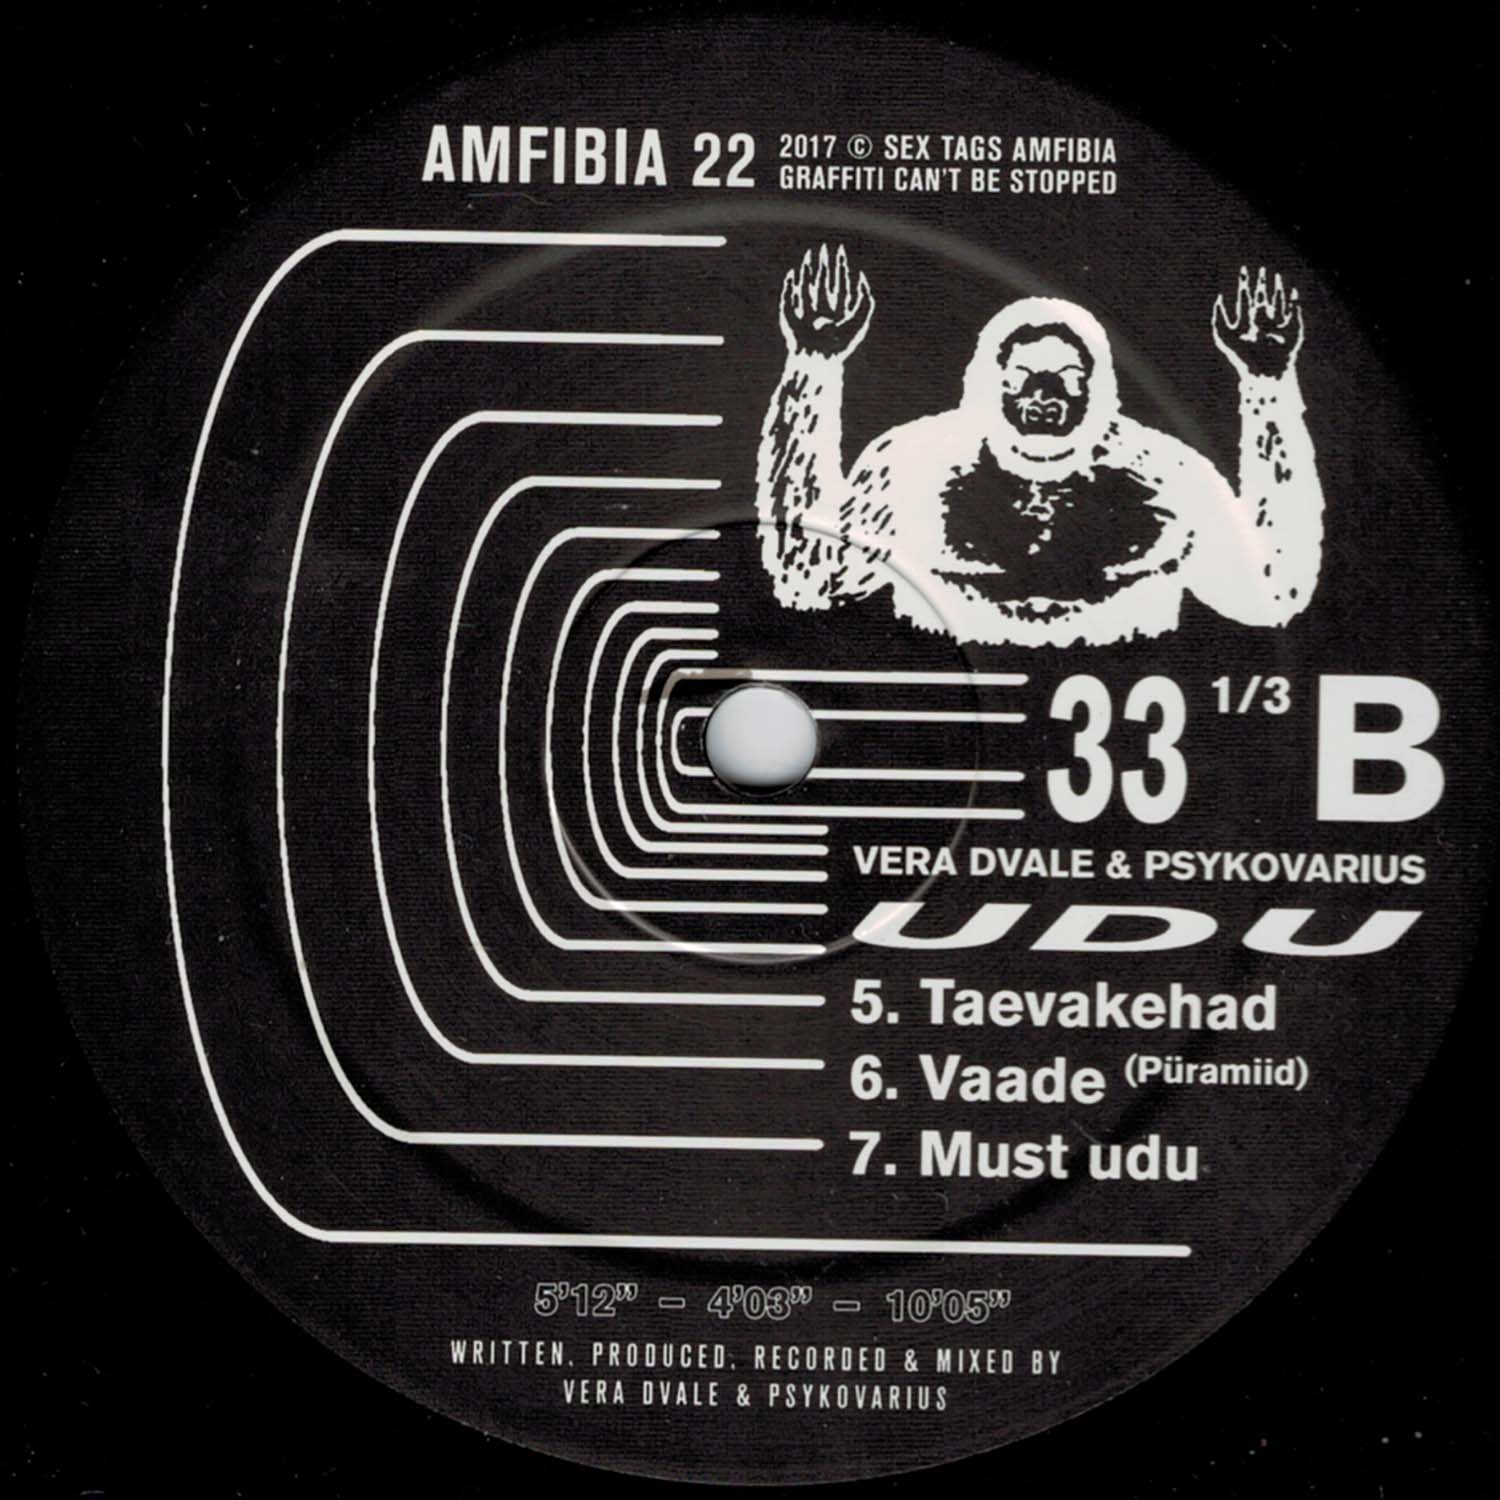 AMFIBIA 22
2017 © SEX TAGS AMFIBIA
GRAFFITI CAN'T BE STOPPED
33 1/3 B
VERA DVALE & PSYKOVARIUS
UDU
5. Taevakehad
6. Vaade (Püramiid)
7. Must udu
5’12” – 4’03” – 10’05”
WRITTEN, PRODUCED, RECORDED & MIXED BY
VERA DVALE & PSYKOVARIUS